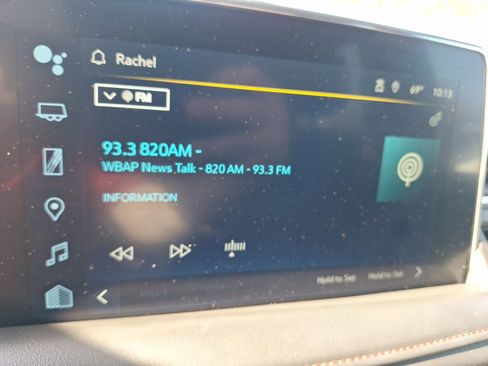 Rachel
69° 10:13
FM
93.3 820AM -
WBAP News Talk - 820 AM - 93.3 FM
INFORMATION
Hold to Set Hold to Set